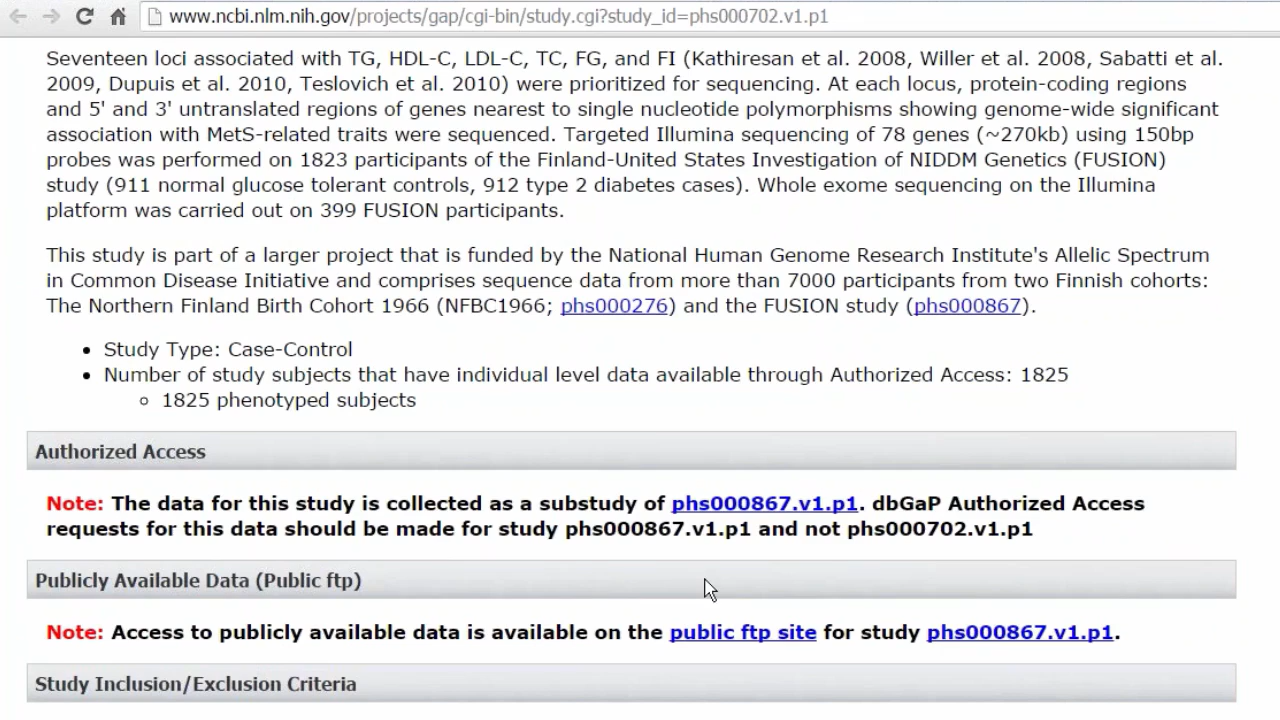 www.ncbi.nlm.nih.gov/projects/gap/cgi-bin/study.cgi?study_id=phs000702.v1.p1
Seventeen loci associated with TG, HDL-C, LDL-C, TC, FG, and FI (Kathiresan et al. 2008, Willer et al. 2008, Sabatti et al.
2009, Dupuis et al. 2010, Teslovich et al. 2010) were prioritized for sequencing. At each locus, protein-coding regions
and 5' and 3' untranslated regions of genes nearest to single nucleotide polymorphisms showing genome-wide significant
association with MetS-related traits were sequenced. Targeted Illumina sequencing of 78 genes (~270kb) using 150bp
probes was performed on 1823 participants of the Finland-United States Investigation of NIDDM Genetics (FUSION)
study (911 normal glucose tolerant controls, 912 type 2 diabetes cases). Whole exome sequencing on the Illumina
platform was carried out on 399 FUSION participants.
This study is part of a larger project that is funded by the National Human Genome Research Institute's Allelic Spectrum
in Common Disease Initiative and comprises sequence data from more than 7000 participants from two Finnish cohorts:
The Northern Finland Birth Cohort 1966 (NFBC1966; phs000276) and the FUSION study (phs000867).
• Study Type: Case-Control
• Number of study subjects that have individual level data available through Authorized Access: 1825
◦ 1825 phenotyped subjects
Authorized Access
Note: The data for this study is collected as a substudy of phs000867.v1.p1. dbGaP Authorized Access
requests for this data should be made for study phs000867.v1.p1 and not phs000702.v1.p1
Publicly Available Data (Public ftp)
Note: Access to publicly available data is available on the public ftp site for study phs000867.v1.p1.
Study Inclusion/Exclusion Criteria